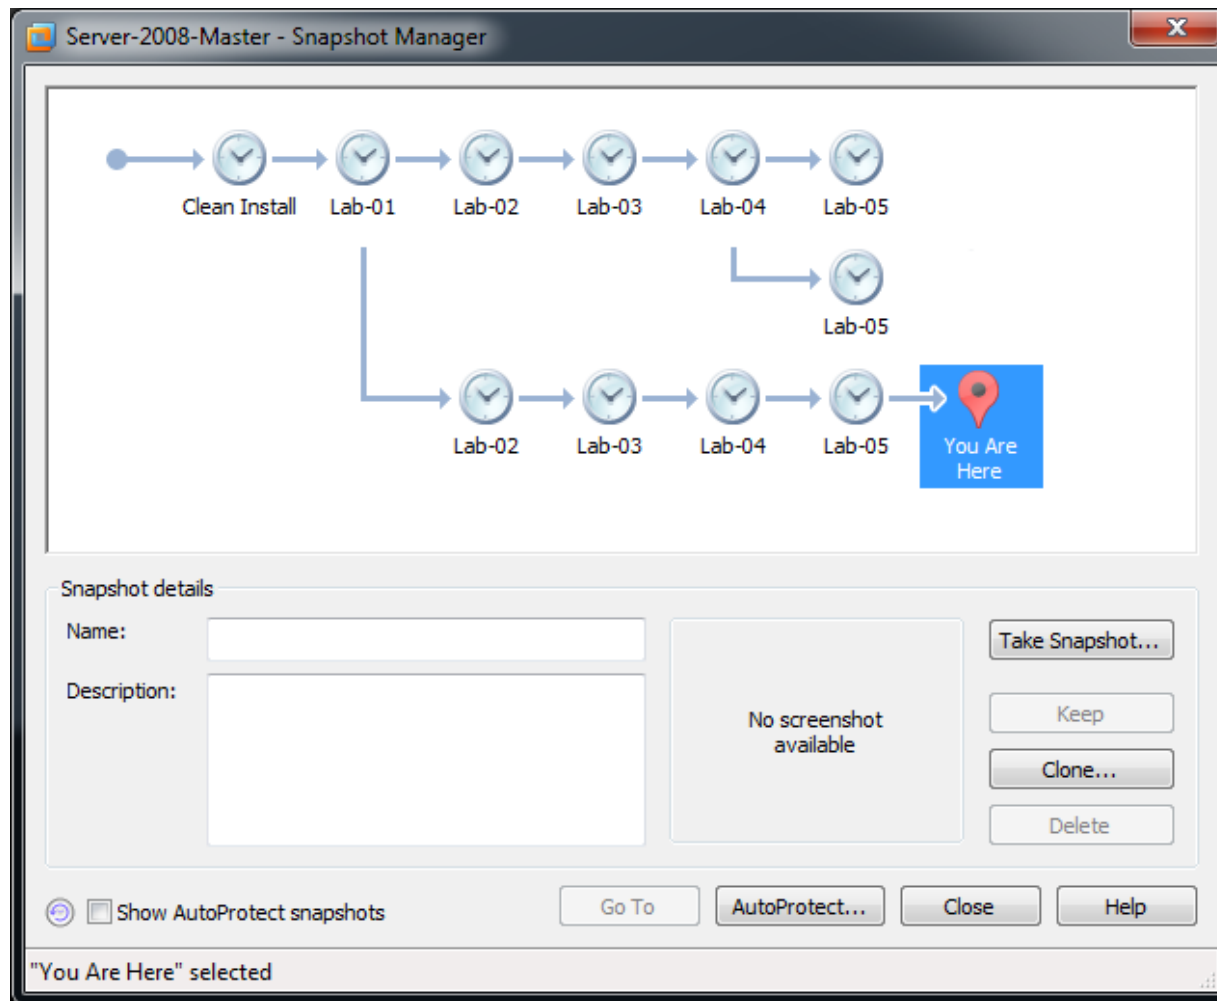 Server-2008-Master - Snapshot Manager
Clean Install
Lab-01
Lab-02
Lab-03
Lab-04
Lab-05
Lab-05
Lab-02
Lab-03
Lab-04
Lab-05
You Are
Here
Snapshot details
Name:
Take Snapshot...
Description:
No screenshot
available
Keep
Clone...
Delete
Show AutoProtect snapshots
Go To
AutoProtect...
Close
Help
"You Are Here" selected